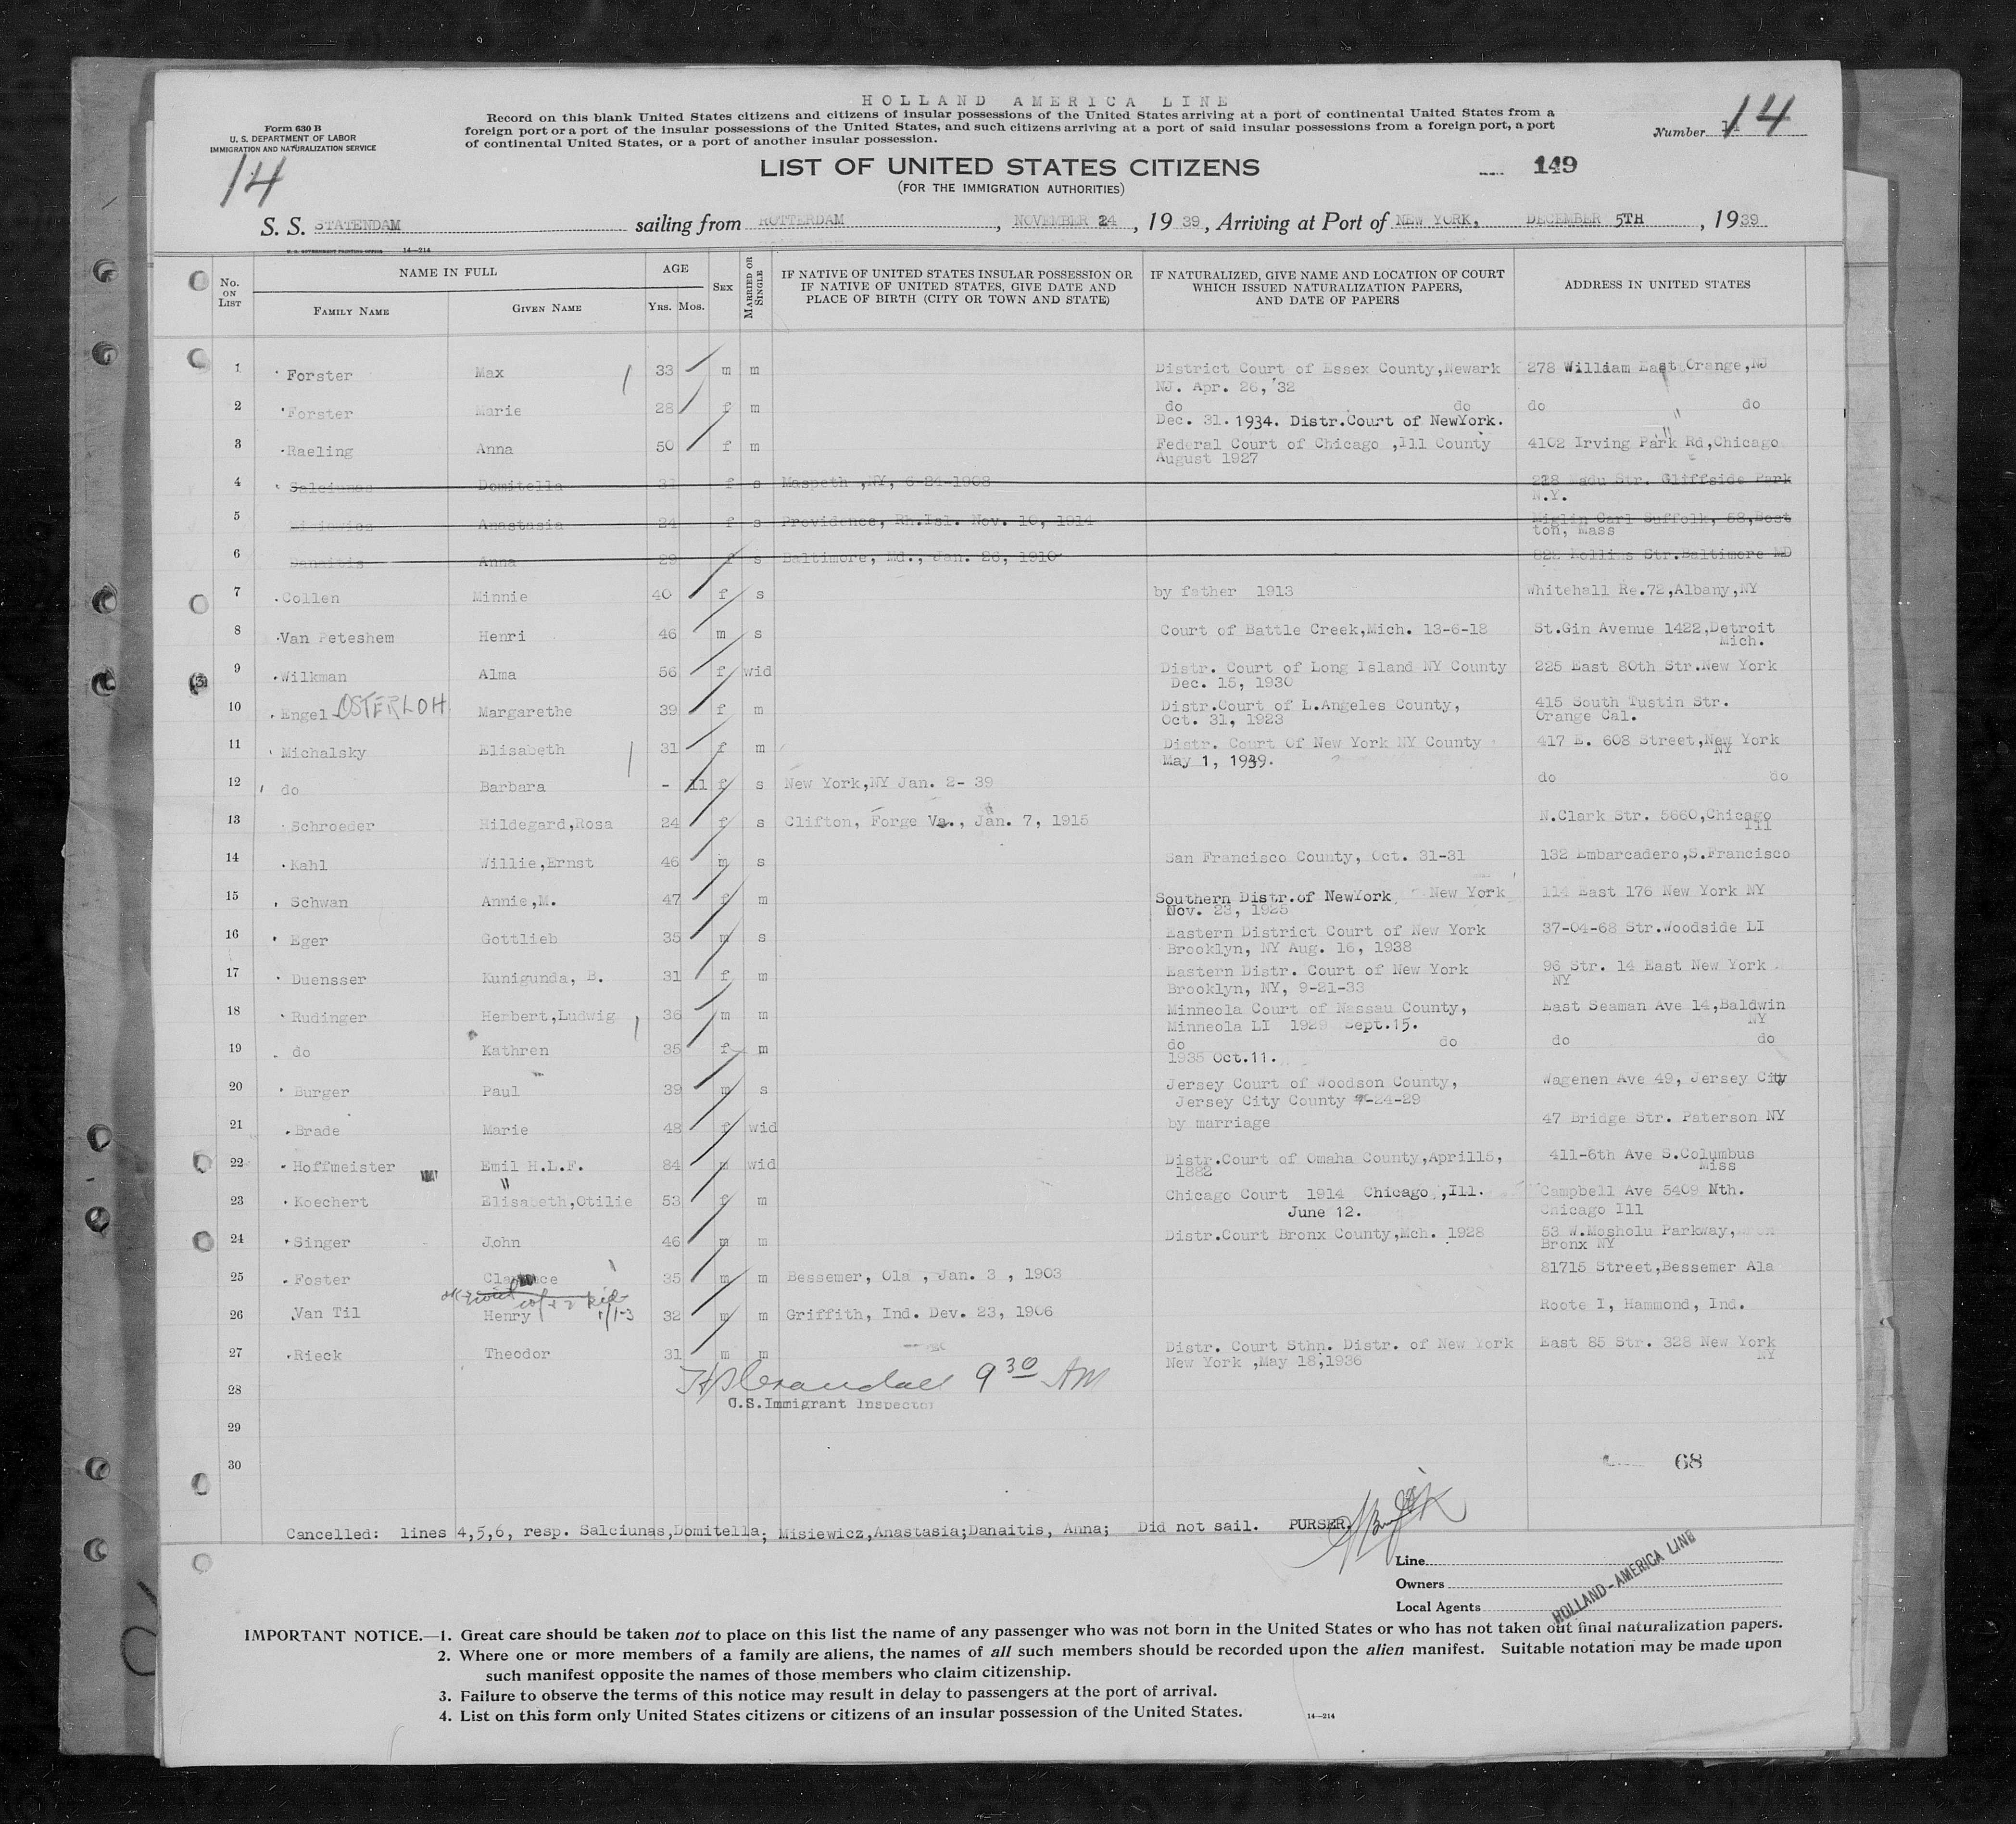 HOLLAND AMERICA LINE
Form 630 B
U. S. DEPARTMENT OF LABOR
IMMIGRATION AND NATURALIZATION SERVICE
14
Record on this blank United States citizens and citizens of insular possessions of the United States arriving at a port of continental United States from a
foreign port or a port of the insular possessions of the United States, and such citizens arriving at a port of said insular possessions from a foreign port, a port
of continental United States, or a port of another insular possession.
Number 14
LIST OF UNITED STATES CITIZENS
(FOR THE IMMIGRATION AUTHORITIES)
149
S. S. STATENDAM sailing from ROTTERDAM, NOVEMBER 24, 1939, Arriving at Port of NEW YORK, DECEMBER 5TH, 1939
U. S. GOVERNMENT PRINTING OFFICE 14—214
No. ON LIST
NAME IN FULL
FAMILY NAME GIVEN NAME
AGE
YRS. MOS.
SEX
MARRIED OR SINGLE
IF NATIVE OF UNITED STATES INSULAR POSSESSION OR
IF NATIVE OF UNITED STATES, GIVE DATE AND
PLACE OF BIRTH (CITY OR TOWN AND STATE)
IF NATURALIZED, GIVE NAME AND LOCATION OF COURT
WHICH ISSUED NATURALIZATION PAPERS,
AND DATE OF PAPERS
ADDRESS IN UNITED STATES
1 Forster Max 33 m m District Court of Essex County,Newark 278 William East Orange,NJ
NJ. Apr. 26, '32
2 Forster Marie 28 f m do do do do
Dec. 31. 1934. Distr.Court of NewYork.
3 Raeling Anna 50 f m Federal Court of Chicago ,Ill County 4102 Irving Park Rd,Chicago
August 1927
4 Salciunas Domitella 31 f s Maspeth ,NY, 6-24-1908 Str. Cliffside Park
N.Y.
5 Anastasia 24 f s Providence, Rh.Isl. Nov. 10, 1914 Miglin Carl Suffolk, 68,Bost
ton, Mass
6 Danaitis Anna 29 f s Baltimore, Md., Jan. 26, 1910 Hollins Str.Baltimore MD
7 Collen Minnie 40 f s by father 1913 Whitehall Re.72,Albany,NY
8 Van Peteshem Henri 46 m s Court of Battle Creek,Mich. 13-6-18 St.Gin Avenue 1422,Detroit
Mich.
9 Wilkman Alma 56 f wid Distr. Court of Long Island NY County 225 East 80th Str.New York
Dec. 15, 1930
10 Engel-OSTERLOH Margarethe 39 f m Distr.Court of L.Angeles County, 415 South Tustin Str.
Oct. 31, 1923 Orange Cal.
11 Michalsky Elisabeth 31 f m Distr. Court Of New York NY County 417 E. 608 Street,New York
May 1, 1939. NY
12 do Barbara - 11 f s New York,NY Jan. 2- 39 do do
13 Schroeder Hildegard,Rosa 24 f s Clifton, Forge Va., Jan. 7, 1915 N.Clark Str. 5660,Chicago
Ill
14 Kahl Willie,Ernst 46 m s San Francisco County, Oct. 31-31 132 Embarcadero,S.Francisco
15 Schwan Annie,M. 47 f m Southern Distr.of NewYork New York 114 East 176 New York NY
Nov. 23, 1925
16 Eger Gottlieb 35 m s Eastern District Court of New York 37-04-68 Str.Woodside LI
Brooklyn, NY Aug. 16, 1938
17 Duensser Kunigunda, B. 31 f m Eastern Distr. Court of New York 96 Str. 14 East New York
Brooklyn, NY, 9-21-33 NY
18 Rudinger Herbert,Ludwig 36 m m Minneola Court of Nassau County, East Seaman Ave 14,Baldwin
Minneola LI 1929 Sept.15. NY
19 do Kathren 35 f m do do do do
1935 Oct.11.
20 Burger Paul 39 m s Jersey Court of Woodson County, Wagenen Ave 49, Jersey City
Jersey City County -24-29
21 Brade Marie 48 f wid by marriage 47 Bridge Str. Paterson NY
22 Hoffmeister Emil H.L.F. 84 m wid Distr.Court of Omaha County,April15, 411-6th Ave S.Columbus
1882 Miss
23 Koechert Elisabeth,Otilie 53 f m Chicago Court 1914 Chicago ,Ill. Campbell Ave 5409 Nth.
June 12. Chicago Ill
24 Singer John 46 m m Distr.Court Bronx County,Mch. 1928 53 W.Mosholu Parkway,
Bronx NY
25 Foster 35 m m Bessemer, Ola , Jan. 3 , 1903 81715 Street,Bessemer Ala
26 Van Til Henry 32 m m Griffith, Ind. Dev. 23, 1906 Roote I, Hammond, Ind.
27 Rieck Theodor 31 m m Distr. Court Sthn. Distr. of New York East 85 Str. 328 New York
New York ,May 18,1936 NY
28 9 30 AM
U.S.Immigrant Inspector
29
30 68
Cancelled: lines 4,5,6, resp. Salciunas,Domitella; Misiewicz,Anastasia;Danaitis, Anna; Did not sail. PURSER.
Line
Owners
Local Agents
HOLLAND-AMERICA LINE
IMPORTANT NOTICE.—1. Great care should be taken not to place on this list the name of any passenger who was not born in the United States or who has not taken out final naturalization papers.
2. Where one or more members of a family are aliens, the names of all such members should be recorded upon the alien manifest. Suitable notation may be made upon
such manifest opposite the names of those members who claim citizenship.
3. Failure to observe the terms of this notice may result in delay to passengers at the port of arrival.
4. List on this form only United States citizens or citizens of an insular possession of the United States.
14—214